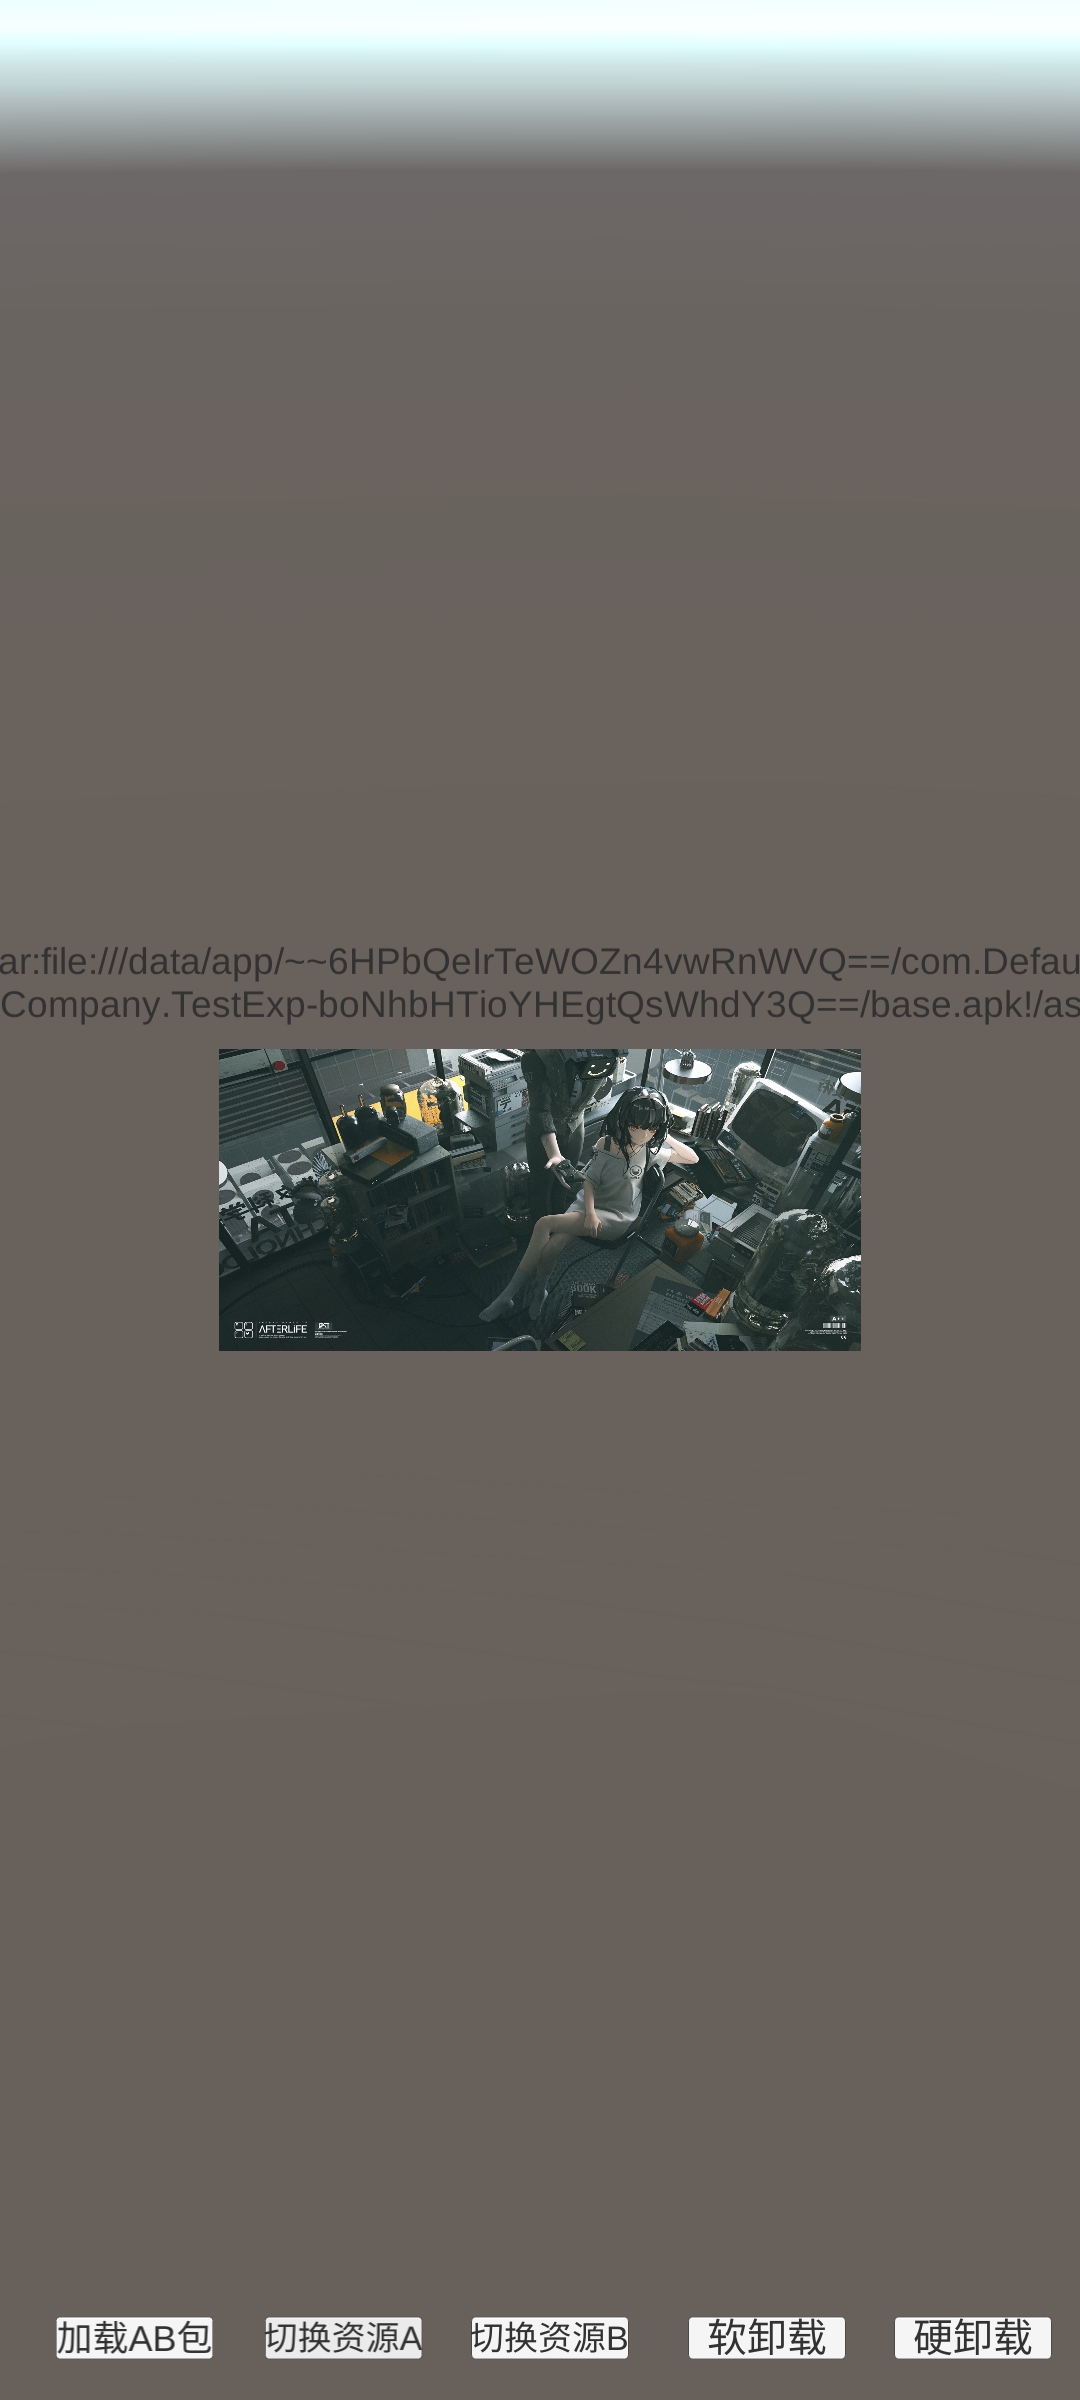 ar:file:///data/app/~~6HPbQeIrTeWOZn4vwRnWVQ==/com.Defau
Company.TestExp-boNhbHTioYHEgtQsWhdY3Q==/base.apk!/as
BOOK
AFTERLIFE
加载AB包
切换资源A
切换资源B
软卸载
硬卸载